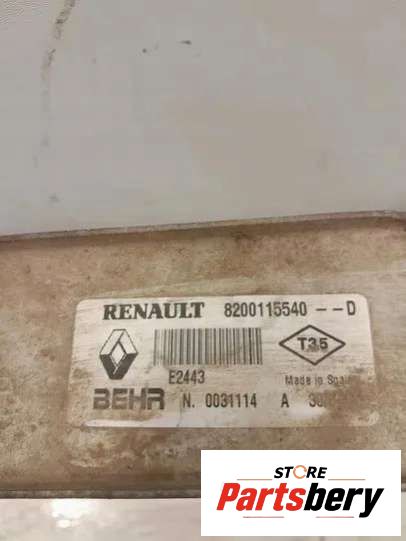 RENAULT 8200115540 -- D
T35
E2443 Made in Spain
BEHR N. 0031114 A
STORE
Partsbery